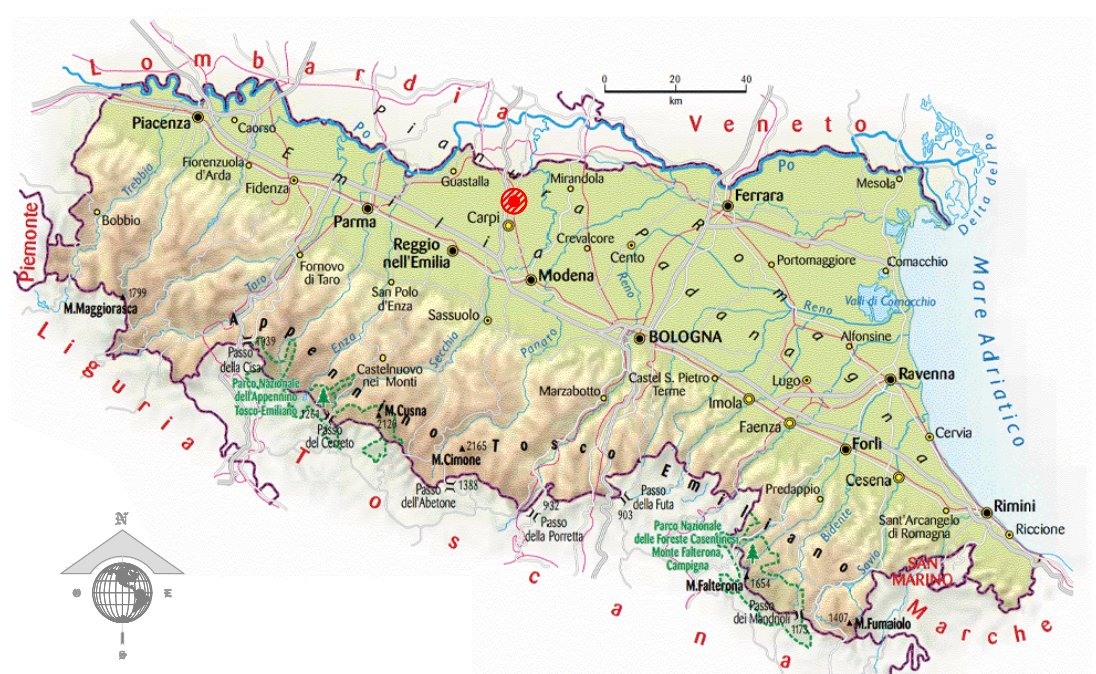 Lombardia
0 20 40
km
Veneto
Piacenza
Caorso
Po
Pianura Padana
Po
Mesola
Delta del Po
Fiorenzuola
d'Arda
Fidenza
Guastalla
Mirandola
Ferrara
Trebbia
Bobbio
Parma
Carpi
Emilia
Romagna
Piemonte
Reggio
nell'Emilia
Crevalcore
Cento
Portomaggiore
Comacchio
Fornovo
di Taro
Modena
Reno
Taro
San Polo
d'Enza
1799
M.Maggiorasca
Valli di Comacchio
Reno
Mare Adriatico
Sassuolo
Secchia
Panaro
BOLOGNA
Alfonsine
Liguria
Appennino Tosco Emiliano
1039
Passo
della Cisa
Enza
Castelnuovo
nei Monti
Marzabotto
Castel S. Pietro
Terme
Lugo
Ravenna
Parco Nazionale
dell'Appennino
Tosco-Emiliano
1261
Passo
del Cerreto
M.Cusna
2120
Imola
Faenza
Cervia
M.Cimone
2165
Forlì
Toscana
Passo
dell'Abetone
1388
Passo
della Futa
903
932
Passo
della Porretta
Predappio
Cesena
Rimini
Riccione
Sant'Arcangelo
di Romagna
Bidente
Savio
Parco Nazionale
delle Foreste Casentinesi,
Monte Falterona,
Campigna
M.Falterona
1654
Passo
dei Mandrioli
1173
SAN
MARINO
1407
M.Fumaiolo
Marche
N
O
E
S